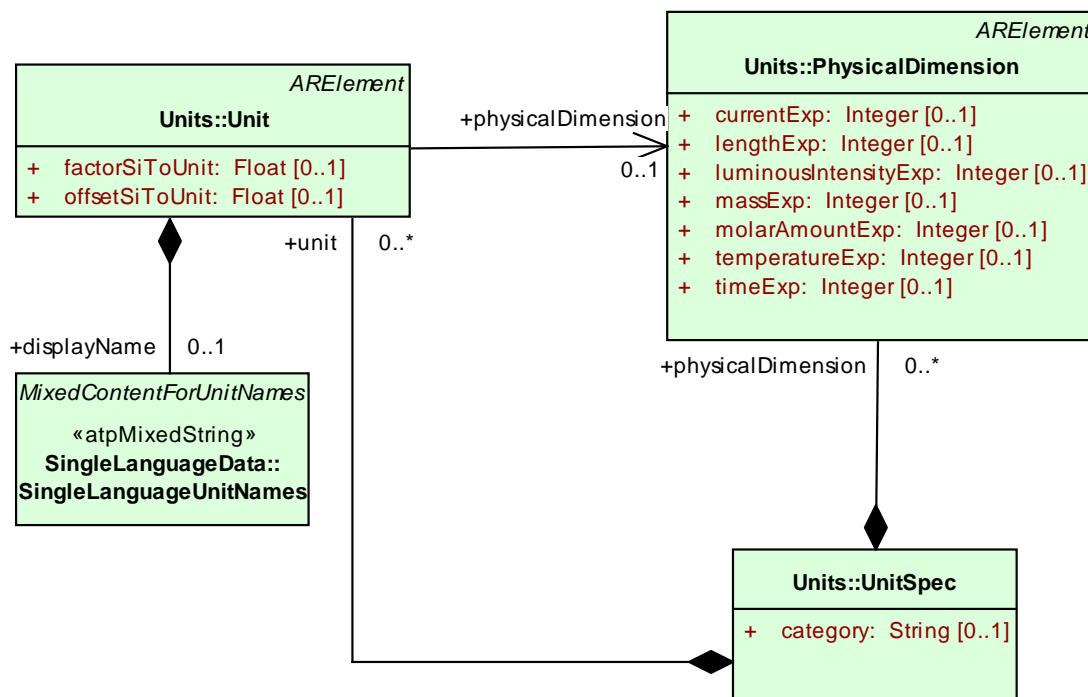 ARElement
Units::PhysicalDimension
+ currentExp: Integer [0..1]
+ lengthExp: Integer [0..1]
+ luminousIntensityExp: Integer [0..1]
+ massExp: Integer [0..1]
+ molarAmountExp: Integer [0..1]
+ temperatureExp: Integer [0..1]
+ timeExp: Integer [0..1]
ARElement
Units::Unit
+ factorSiToUnit: Float [0..1]
+ offsetSiToUnit: Float [0..1]
+physicalDimension
0..1
+unit 0..*
+displayName 0..1
+physicalDimension 0..*
MixedContentForUnitNames
«atpMixedString»
SingleLanguageData::
SingleLanguageUnitNames
Units::UnitSpec
+ category: String [0..1]